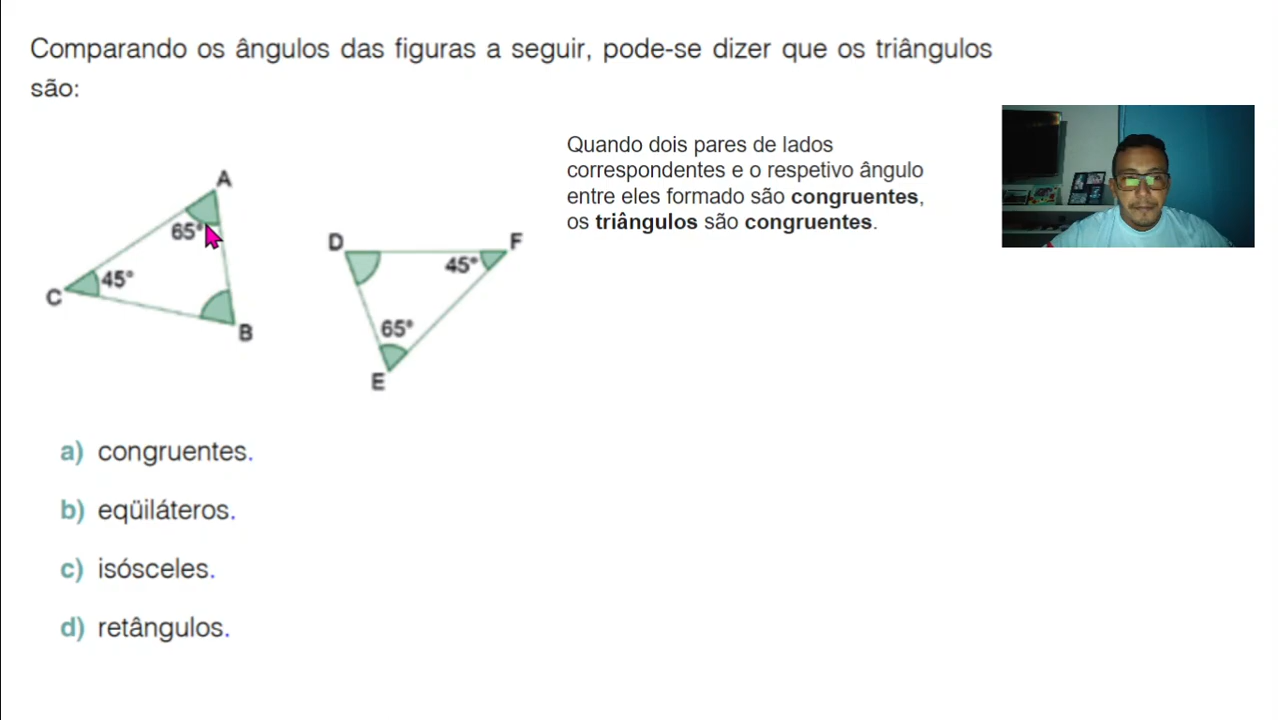 Comparando os ângulos das figuras a seguir, pode-se dizer que os triângulos
são:
Quando dois pares de lados
correspondentes e o respetivo ângulo
entre eles formado são congruentes,
os triângulos são congruentes.
A
65°
45°
C
B
D
F
45°
65°
E
a) congruentes.
b) eqüiláteros.
c) isósceles.
d) retângulos.